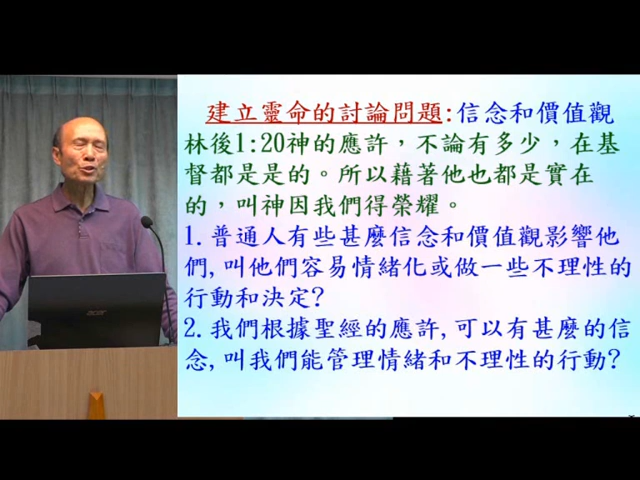 建立靈命的討論問題:信念和價值觀
林後1:20神的應許，不論有多少，在基
督都是是的。所以藉著他也都是實在
的，叫神因我們得榮耀。
1. 普通人有些甚麼信念和價值觀影響他
們, 叫他們容易情緒化或做一些不理性的
行動和決定?
2. 我們根據聖經的應許, 可以有甚麼的信
念, 叫我們能管理情緒和不理性的行動?
acer